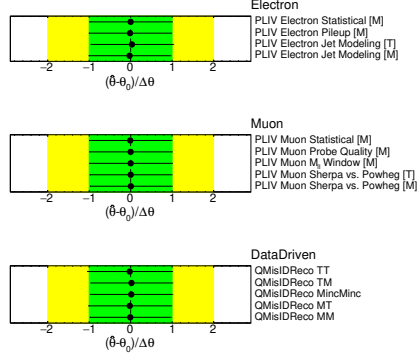 Electron
PLIV Electron Statistical [M]
PLIV Electron Pileup [M]
PLIV Electron Jet Modeling [T]
PLIV Electron Jet Modeling [M]
−2 −1 0 1 2
(θ̂-θ₀)/Δθ
Muon
PLIV Muon Statistical [M]
PLIV Muon Probe Quality [M]
PLIV Muon Mₗₗ Window [M]
PLIV Muon Sherpa vs. Powheg [T]
PLIV Muon Sherpa vs. Powheg [M]
−2 −1 0 1 2
(θ̂-θ₀)/Δθ
DataDriven
QMisIDReco TT
QMisIDReco TM
QMisIDReco MincMinc
QMisIDReco MT
QMisIDReco MM
−2 −1 0 1 2
(θ̂-θ₀)/Δθ